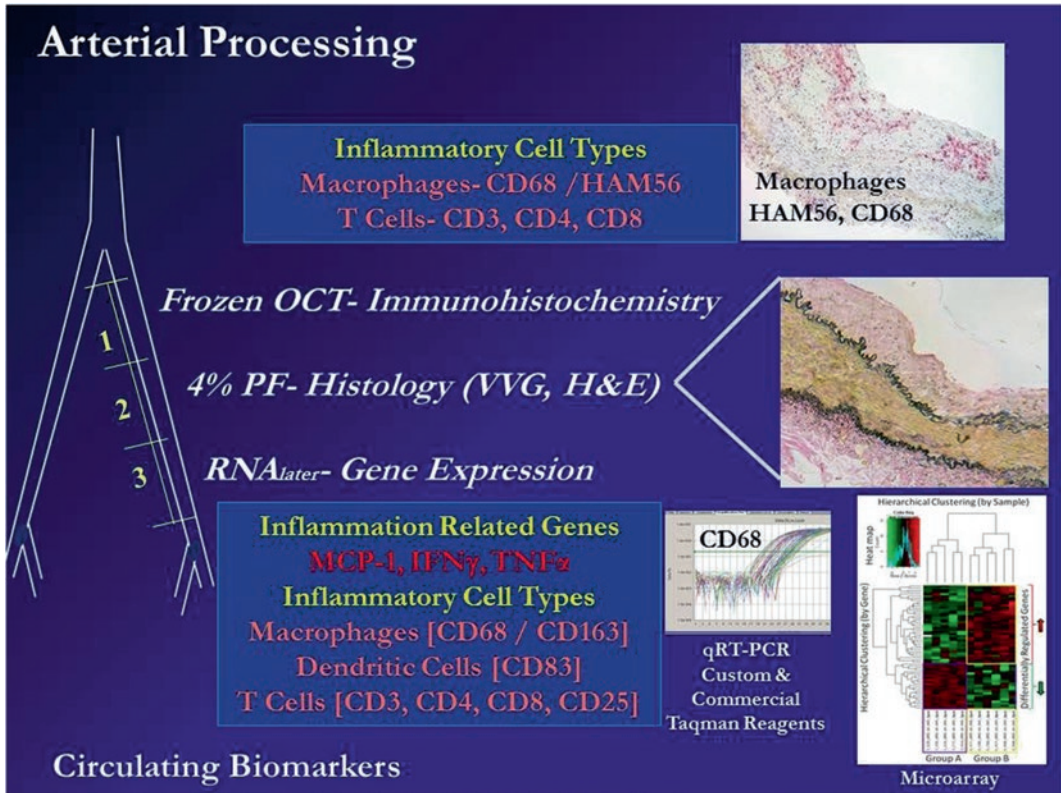 Arterial Processing
Inflammatory Cell Types
Macrophages- CD68 /HAM56
T Cells- CD3, CD4, CD8
Macrophages
HAM56, CD68
Frozen OCT- Immunohistochemistry
1
4% PF- Histology (VVG, H&E)
2
RNAlater- Gene Expression
3
Inflammation Related Genes
MCP-1, IFNγ, TNFα
Inflammatory Cell Types
Macrophages [CD68 / CD163]
Dendritic Cells [CD83]
T Cells [CD3, CD4, CD8, CD25]
CD68
qRT-PCR
Custom &
Commercial
Taqman Reagents
Hierarchical Clustering (by Sample)
Heat map
Hierarchical Clustering (by Gene)
Differentially Regulated Genes
Group A
Group B
Microarray
Circulating Biomarkers